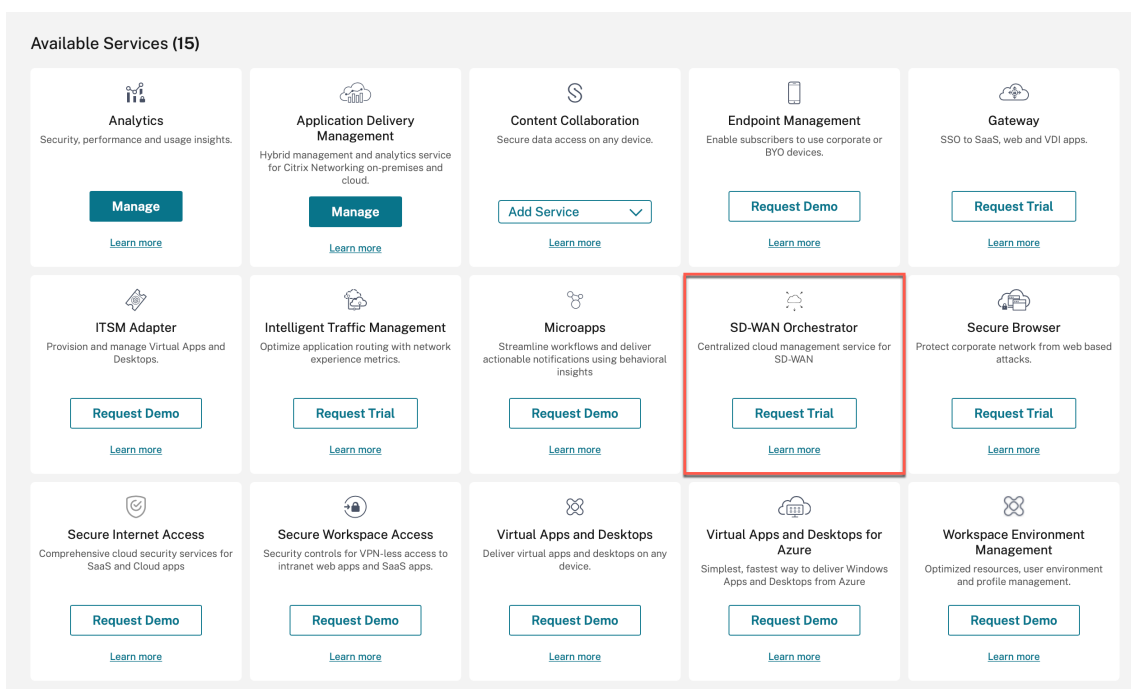 Available Services (15)
Analytics
Security, performance and usage insights.
Manage
Learn more
Application Delivery
Management
Hybrid management and analytics service
for Citrix Networking on-premises and
cloud.
Manage
Learn more
Content Collaboration
Secure data access on any device.
Add Service
Learn more
Endpoint Management
Enable subscribers to use corporate or
BYO devices.
Request Demo
Learn more
Gateway
SSO to SaaS, web and VDI apps.
Request Trial
Learn more
ITSM Adapter
Provision and manage Virtual Apps and
Desktops.
Request Demo
Learn more
Intelligent Traffic Management
Optimize application routing with network
experience metrics.
Request Trial
Learn more
Microapps
Streamline workflows and deliver
actionable notifications using behavioral
insights
Request Demo
Learn more
SD-WAN Orchestrator
Centralized cloud management service for
SD-WAN
Request Trial
Learn more
Secure Browser
Protect corporate network from web based
attacks.
Request Trial
Learn more
Secure Internet Access
Comprehensive cloud security services for
SaaS and Cloud apps
Request Demo
Learn more
Secure Workspace Access
Security controls for VPN-less access to
intranet web apps and SaaS apps.
Request Demo
Learn more
Virtual Apps and Desktops
Deliver virtual apps and desktops on any
device.
Request Demo
Learn more
Virtual Apps and Desktops for
Azure
Simplest, fastest way to deliver Windows
Apps and Desktops from Azure
Request Demo
Learn more
Workspace Environment
Management
Optimized resources, user environment
and profile management.
Request Demo
Learn more